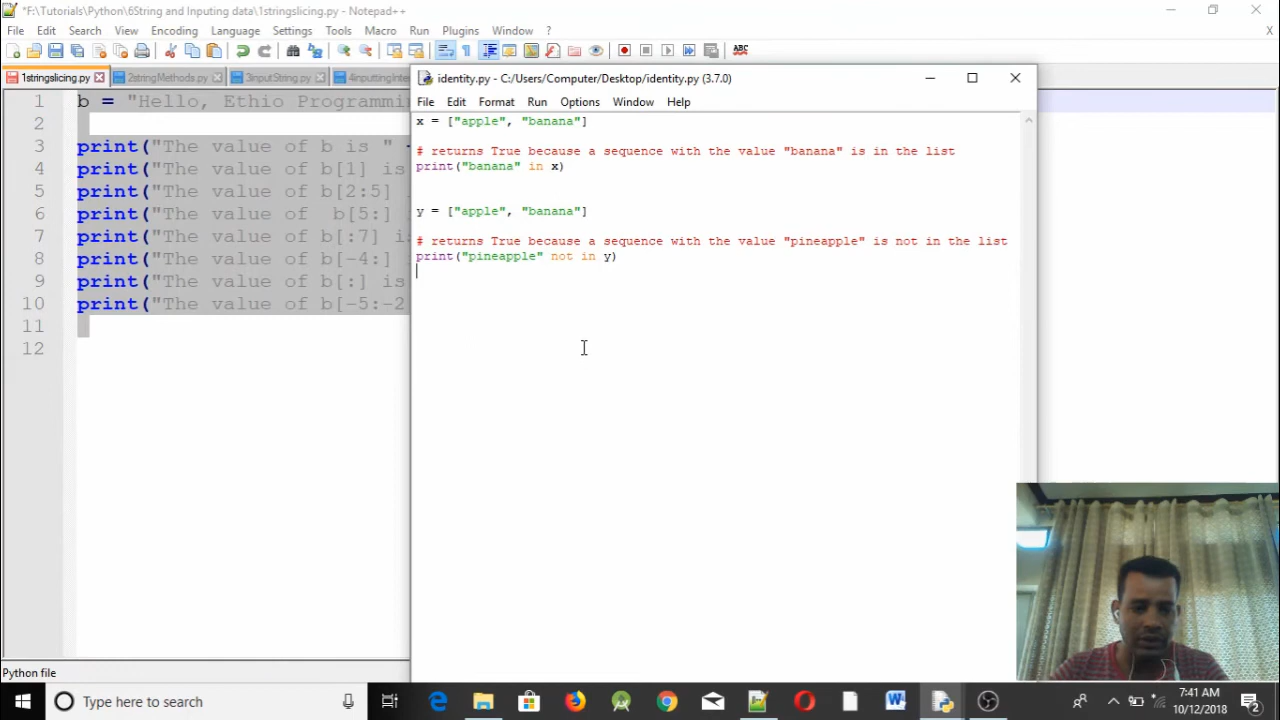 *F:\Tutorials\Python\6String and Inputing data\1stringslicing.py - Notepad++
File Edit Search View Encoding Language Settings Tools Macro Run Plugins Window ?
X
ABC
1stringslicing.py 2stringMethods.py 3inputString.py 4inputtingInte
1 b = "Hello, Ethio Programmi
2
3 print("The value of b is "
4 print("The value of b[1] is
5 print("The value of b[2:5]
6 print("The value of  b[5:]
7 print("The value of b[:7] i
8 print("The value of b[-4:]
9 print("The value of b[:] is
10 print("The value of b[-5:-2
11
12
identity.py - C:/Users/Computer/Desktop/identity.py (3.7.0)
File Edit Format Run Options Window Help
x = ["apple", "banana"]
# returns True because a sequence with the value "banana" is in the list
print("banana" in x)
y = ["apple", "banana"]
# returns True because a sequence with the value "pineapple" is not in the list
print("pineapple" not in y)
Python file
Type here to search
7:41 AM
10/12/2018
2